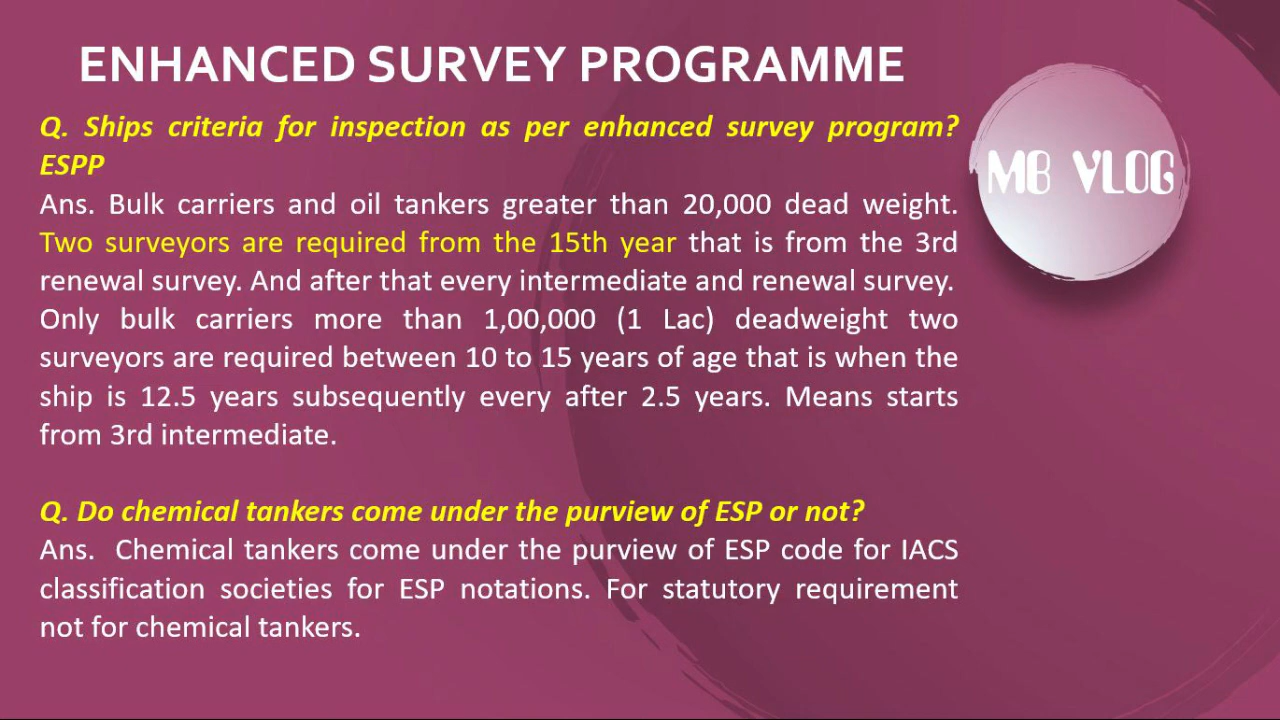 ENHANCED SURVEY PROGRAMME
Q. Ships criteria for inspection as per enhanced survey program?
ESPP
Ans. Bulk carriers and oil tankers greater than 20,000 dead weight.
Two surveyors are required from the 15th year that is from the 3rd
renewal survey. And after that every intermediate and renewal survey.
Only bulk carriers more than 1,00,000 (1 Lac) deadweight two
surveyors are required between 10 to 15 years of age that is when the
ship is 12.5 years subsequently every after 2.5 years. Means starts
from 3rd intermediate.
Q. Do chemical tankers come under the purview of ESP or not?
Ans. Chemical tankers come under the purview of ESP code for IACS
classification societies for ESP notations. For statutory requirement
not for chemical tankers.
MB VLOG